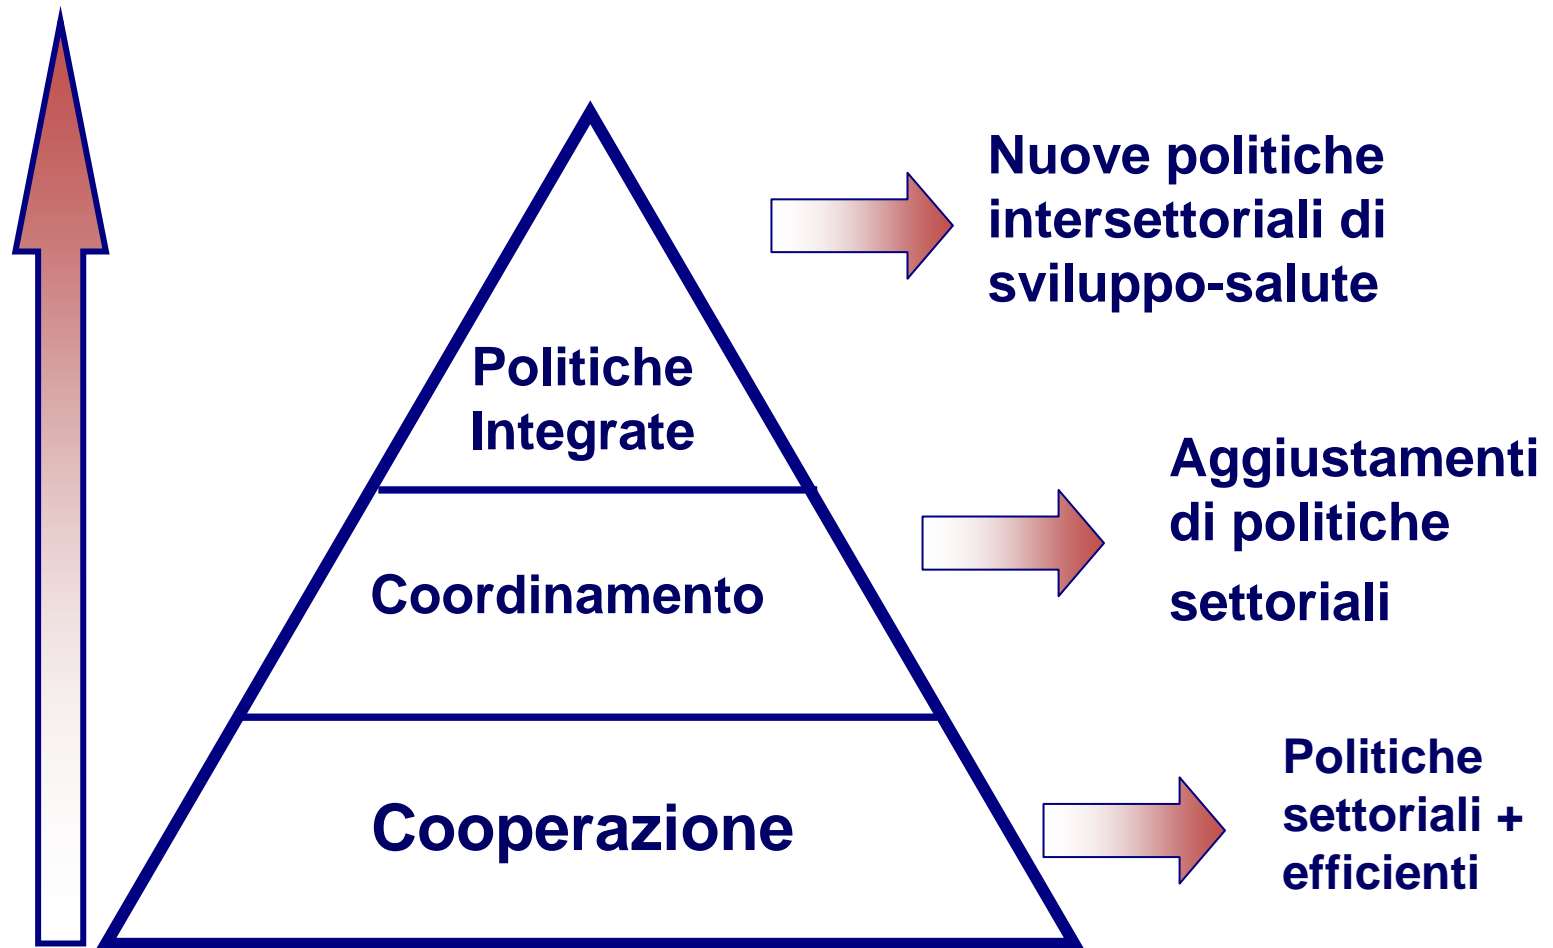 Nuove politiche
intersettoriali di
sviluppo-salute
Politiche
Integrate
Aggiustamenti
di politiche
settoriali
Coordinamento
Politiche
settoriali +
efficienti
Cooperazione